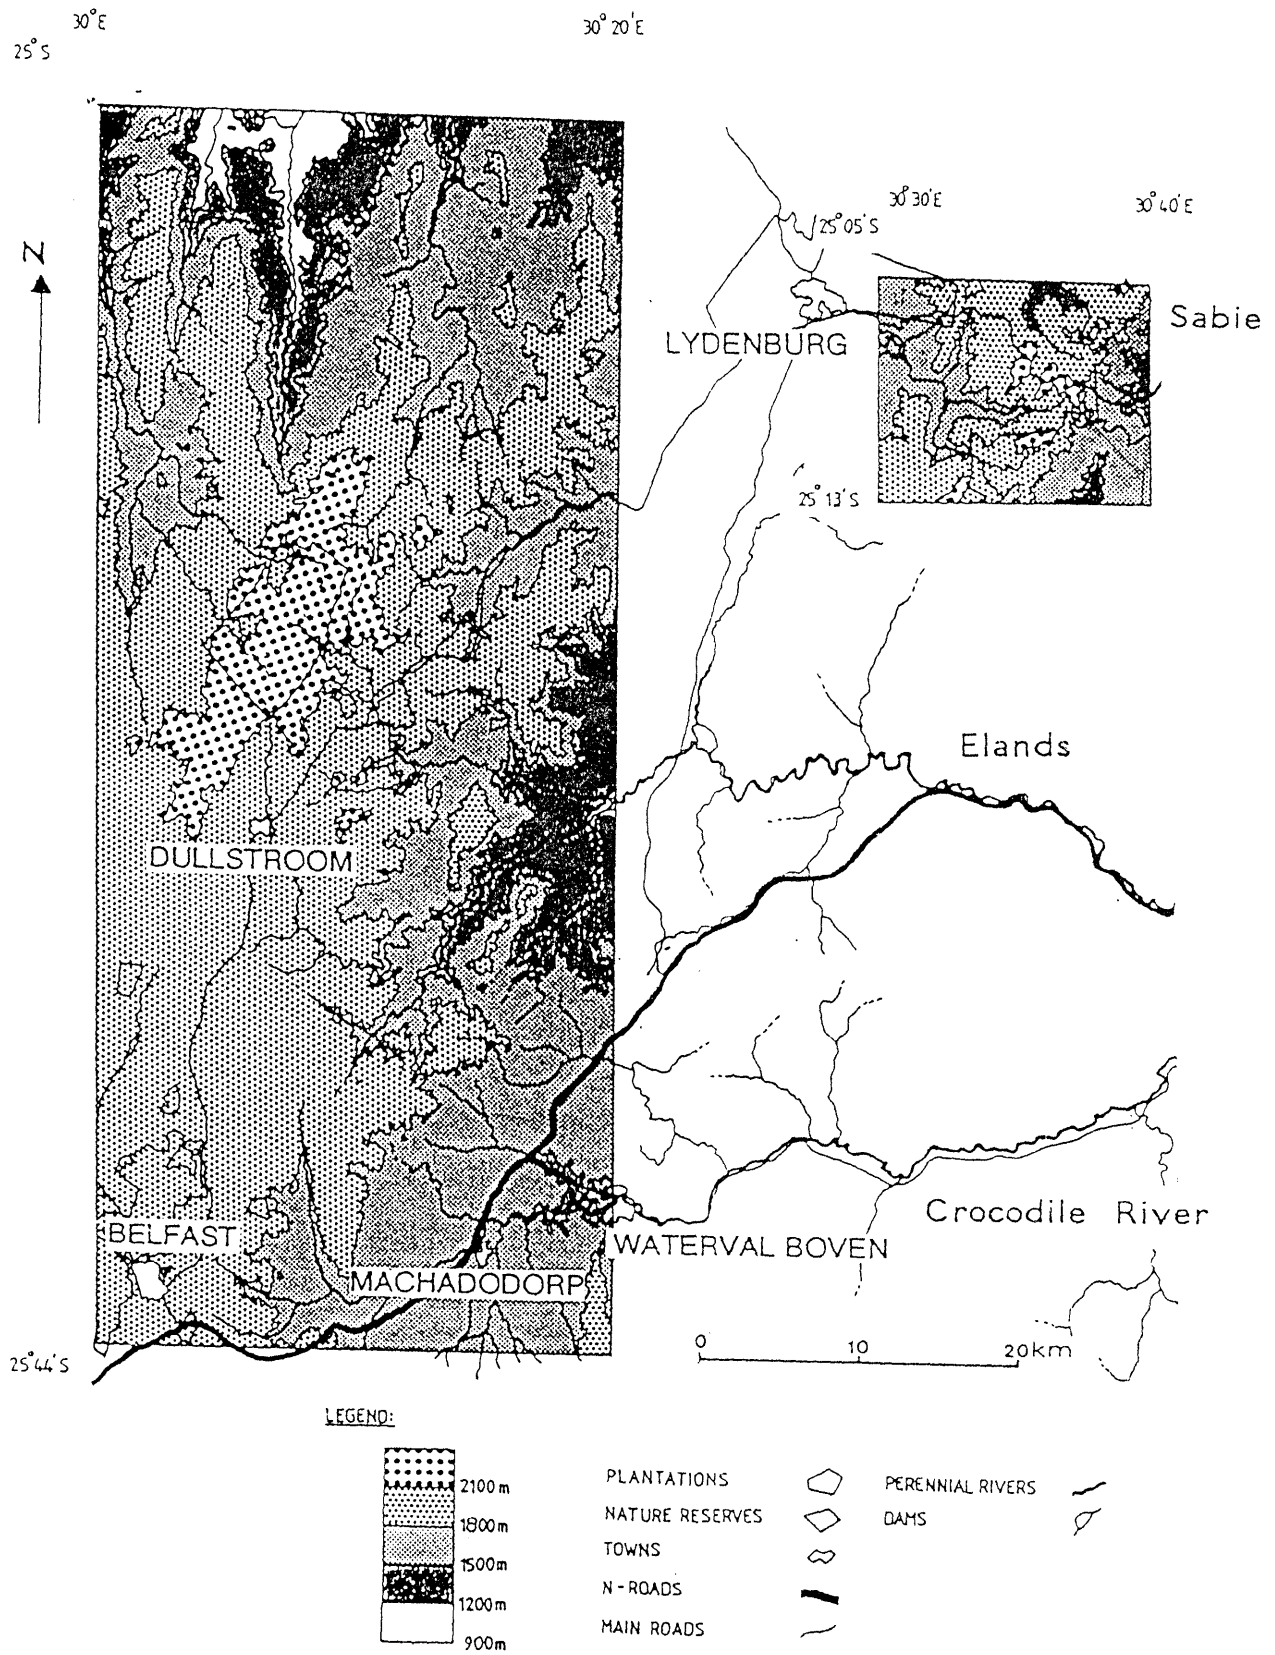 30°E
30°20'E
25°S
N
30°30'E
30°40'E
25°05'S
Sabie
LYDENBURG
25°13'S
Elands
DULLSTROOM
BELFAST
Crocodile River
WATERVAL BOVEN
MACHADODORP
0 10 20km
25°44'S
LEGEND:
2100m
1800m
1500m
1200m
900m
PLANTATIONS
NATURE RESERVES
TOWNS
N-ROADS
MAIN ROADS
PERENNIAL RIVERS
DAMS